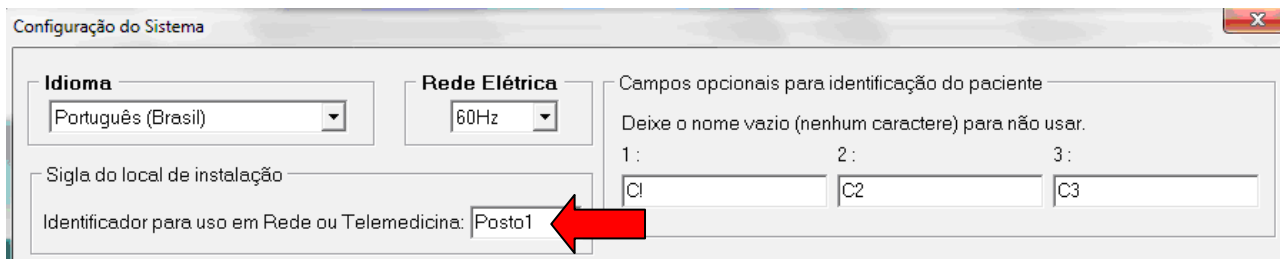 Configuração do Sistema
X
Idioma
Português (Brasil)
Rede Elétrica
60Hz
Sigla do local de instalação
Identificador para uso em Rede ou Telemedicina: Posto1
Campos opcionais para identificação do paciente
Deixe o nome vazio (nenhum caractere) para não usar.
1 : 2 : 3 :
C! C2 C3